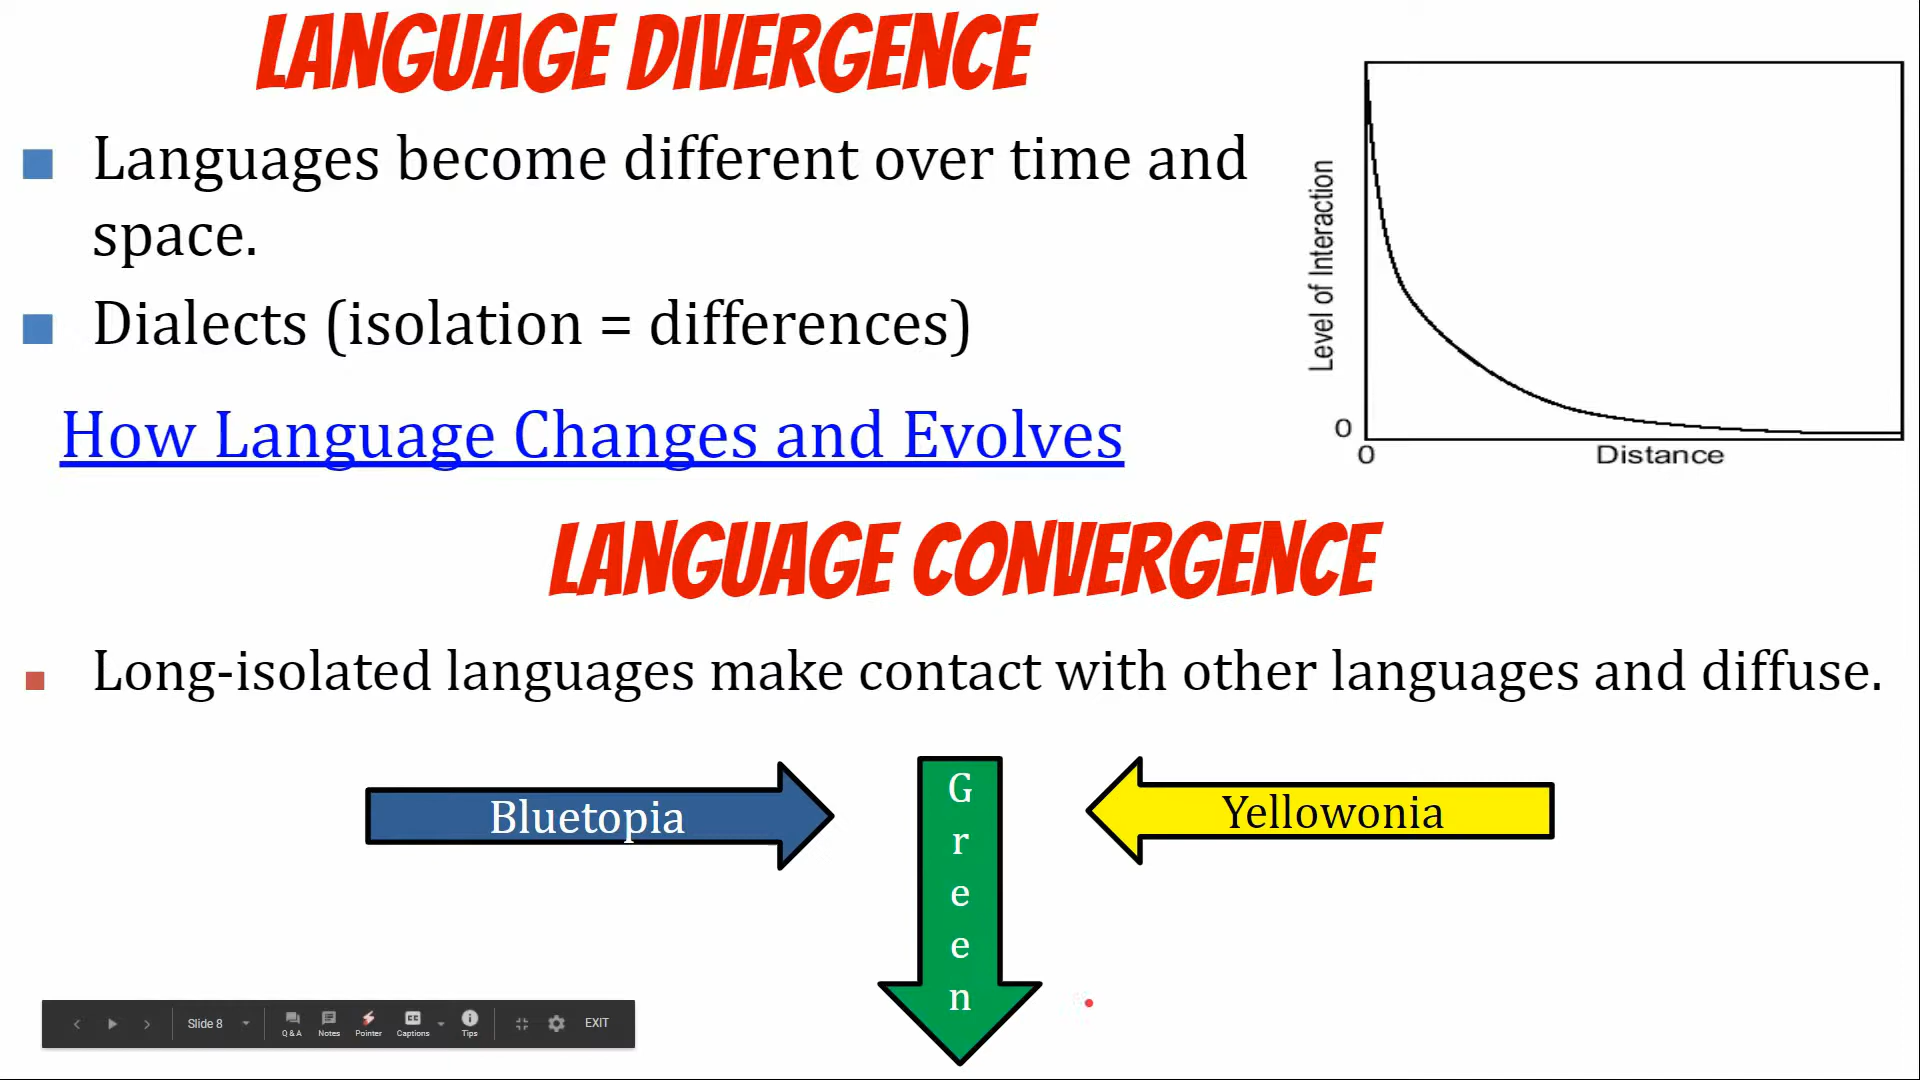 LANGUAGE DIVERGENCE
Languages become different over time and
space.
Dialects (isolation = differences)
How Language Changes and Evolves
Level of Interaction
0
0
Distance
LANGUAGE CONVERGENCE
Long-isolated languages make contact with other languages and diffuse.
Bluetopia
Green
Yellowonia
Slide 8
Q & A
Notes
Pointer
CC
Captions
Tips
EXIT